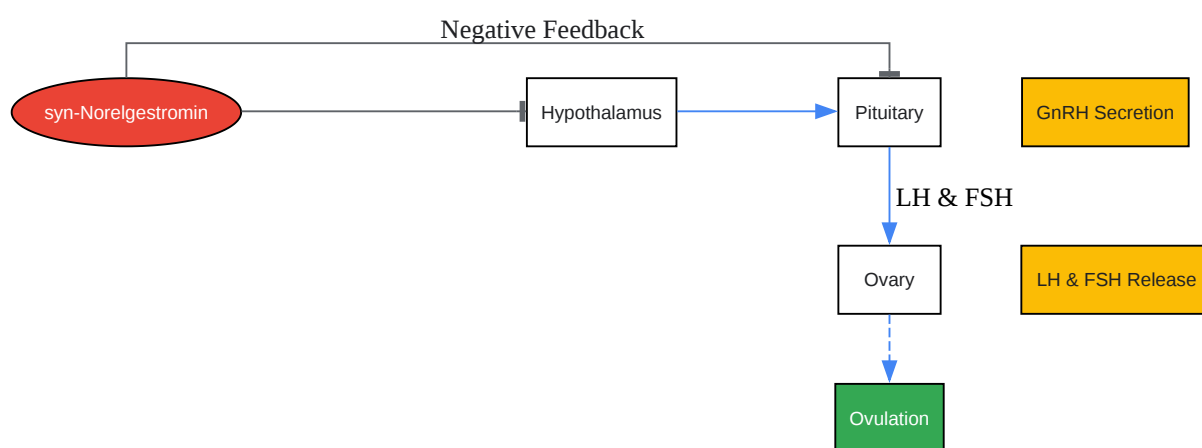 Negative Feedback
syn-Norelgestromin
Hypothalamus
Pituitary
GnRH Secretion
LH & FSH
Ovary
LH & FSH Release
Ovulation